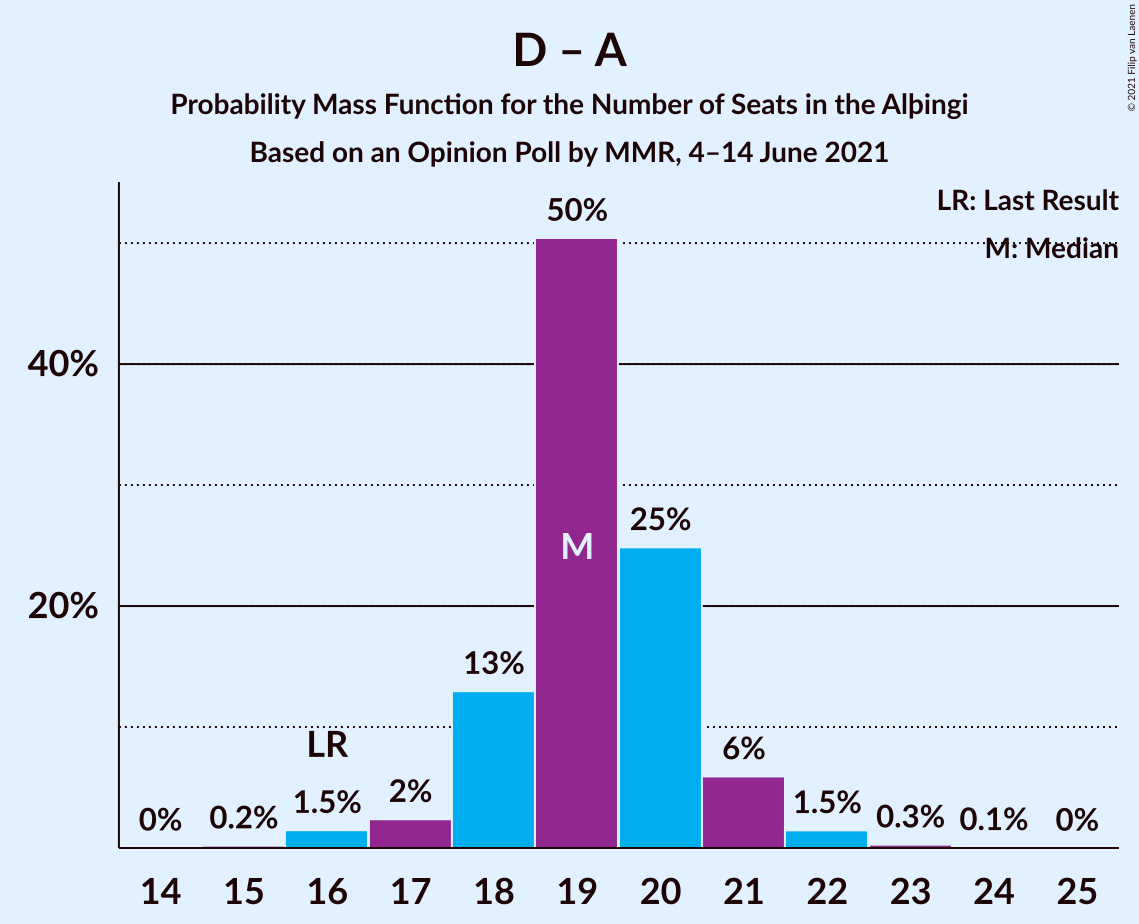 D – A
Probability Mass Function for the Number of Seats in the Alþingi
Based on an Opinion Poll by MMR, 4–14 June 2021
© 2021 Filip van Laenen
LR: Last Result
M: Median
50%
40%
M
25%
20%
13%
LR
6%
2%
1.5%
1.5%
0%
0.2%
0.3%
0.1%
0%
14 15 16 17 18 19 20 21 22 23 24 25